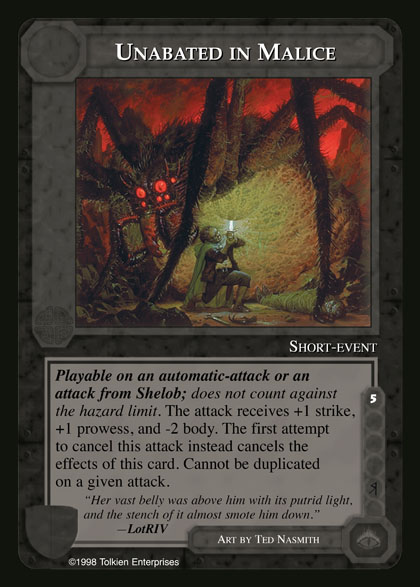 UNABATED IN MALICE
SHORT-EVENT
Playable on an automatic-attack or an
attack from Shelob; does not count against
the hazard limit. The attack receives +1 strike,
+1 prowess, and -2 body. The first attempt
to cancel this attack instead cancels the
effects of this card. Cannot be duplicated
on a given attack.
5
“Her vast belly was above him with its putrid light,
and the stench of it almost smote him down.”
—LotRIV
ART BY TED NASMITH
©1998 Tolkien Enterprises